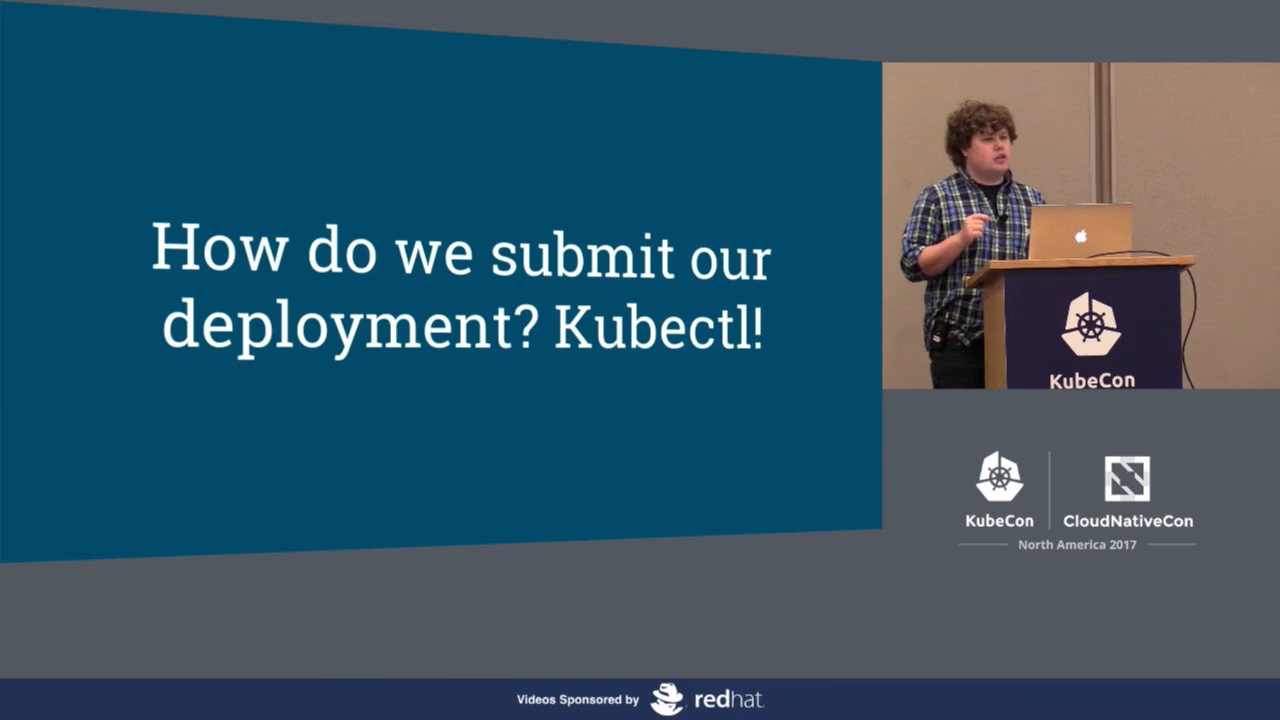 How do we submit our
deployment? Kubectl!
KubeCon
KubeCon
CloudNativeCon
North America 2017
Videos Sponsored by
redhat